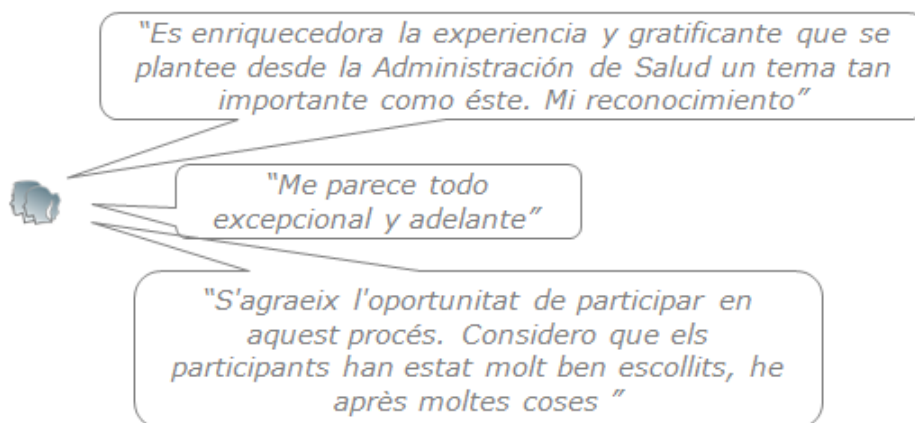 “Es enriquecedora la experiencia y gratificante que se
plantee desde la Administración de Salud un tema tan
importante como éste. Mi reconocimiento”
“Me parece todo
excepcional y adelante”
“S'agraeix l'oportunitat de participar en
aquest procés. Considero que els
participants han estat molt ben escollits, he
après moltes coses ”